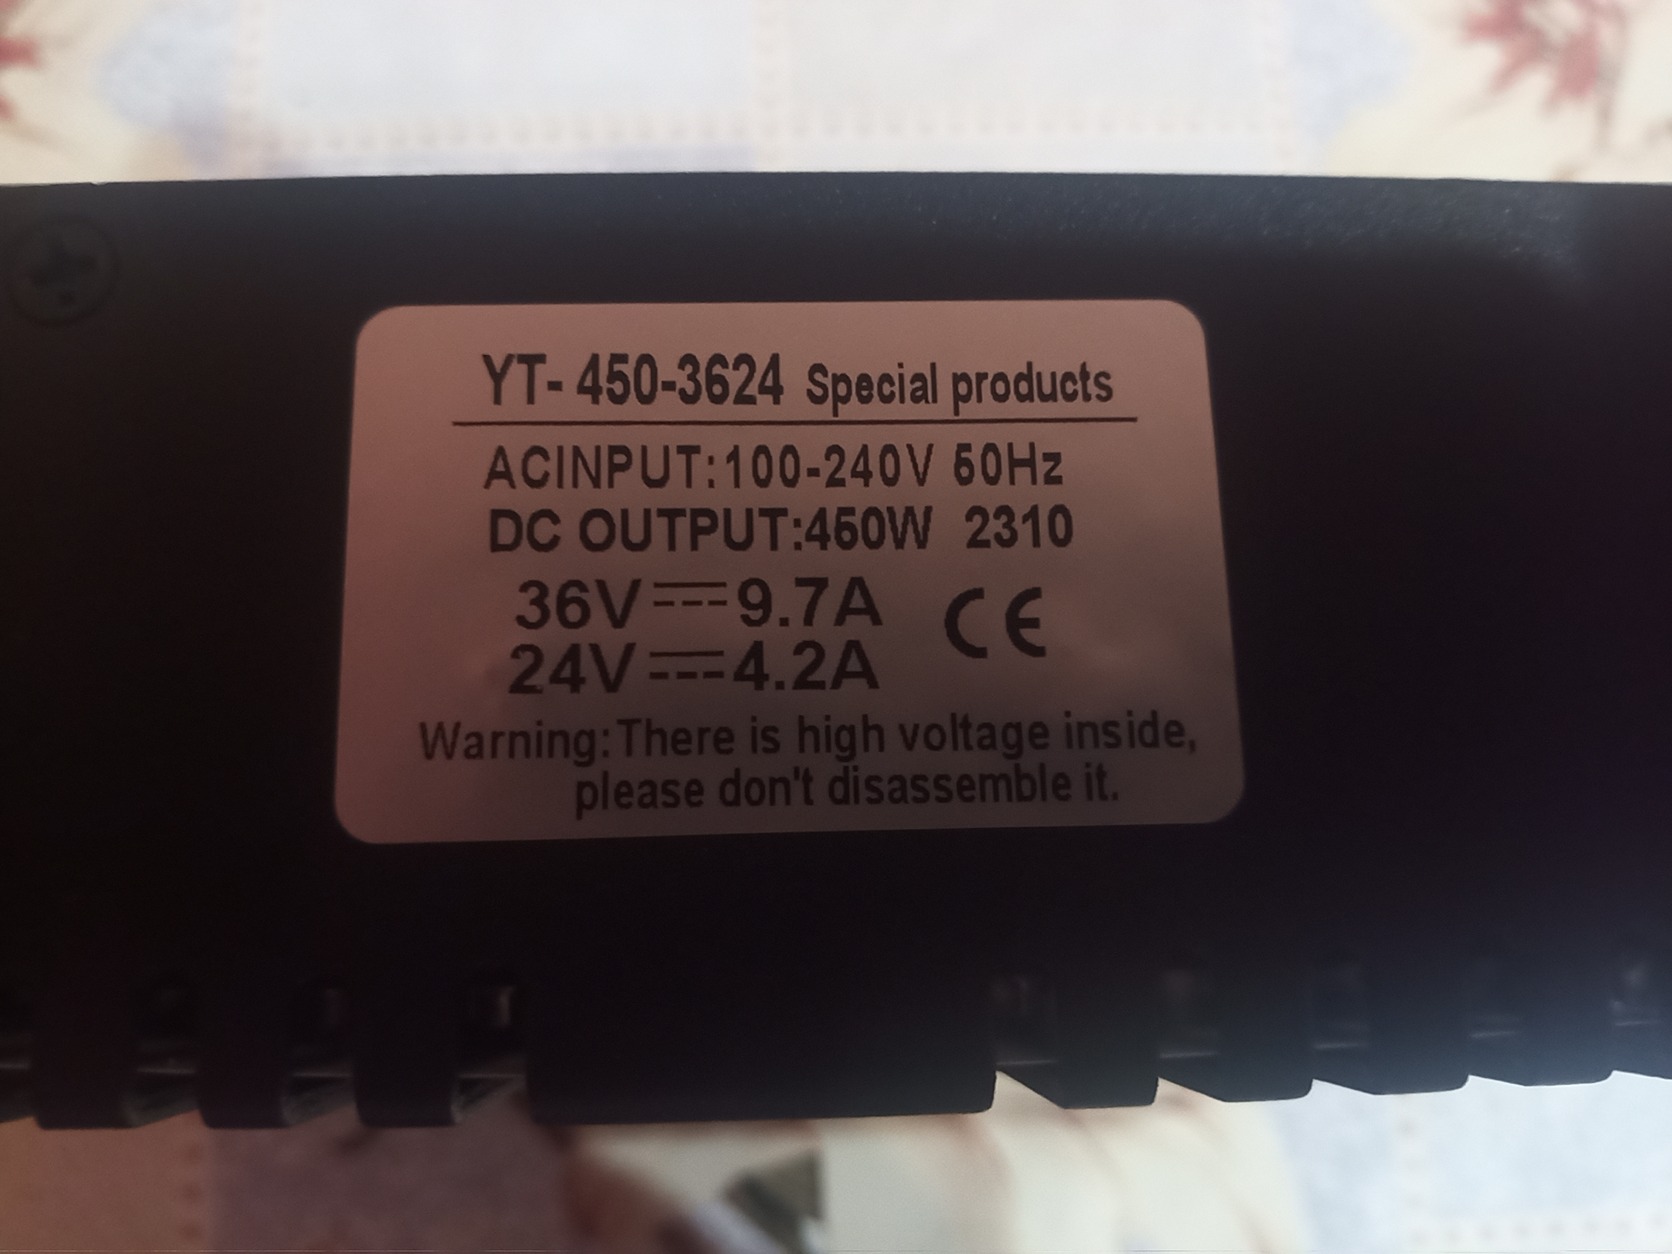 YT- 450-3624 Special products
ACINPUT:100-240V 50Hz
DC OUTPUT:450W 2310
36V⎓9.7A
24V⎓4.2A
CE
Warning:There is high voltage inside,
please don't disassemble it.